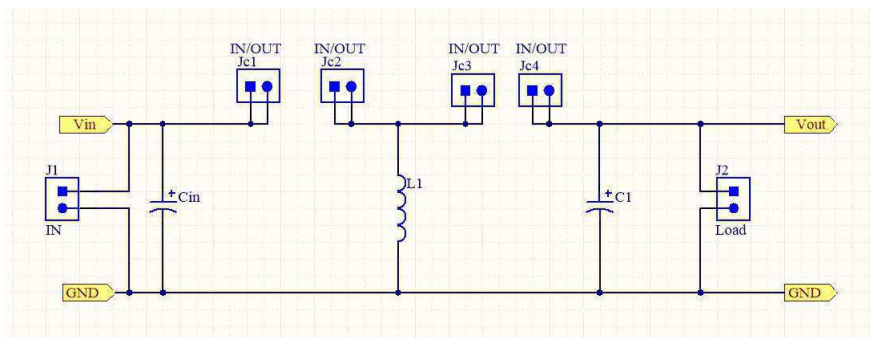 IN/OUT IN/OUT IN/OUT IN/OUT
Jc1 Jc2 Jc3 Jc4
Vin Vout
J1 J2
L1
+ Cin + C1
IN Load
GND GND